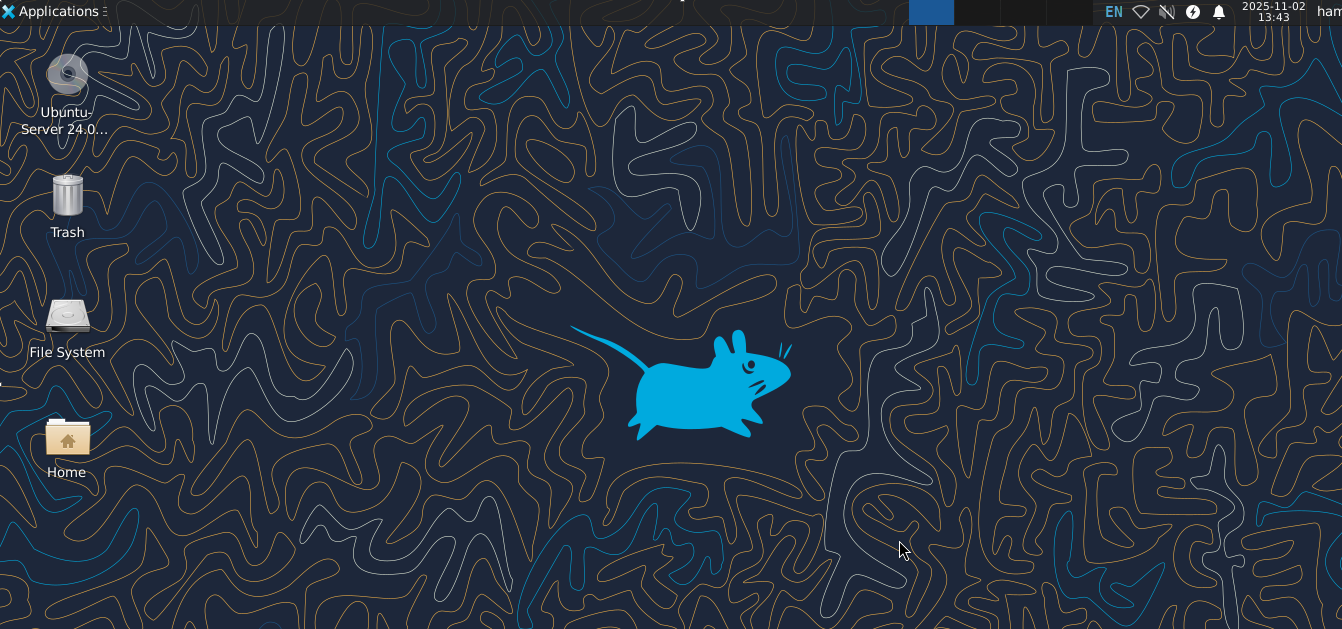 Applications
EN
2025-11-02
13:43
ham
Ubuntu-
Server 24.0...
Trash
File System
Home